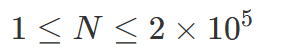 1 ≤ N ≤ 2 × 10⁵